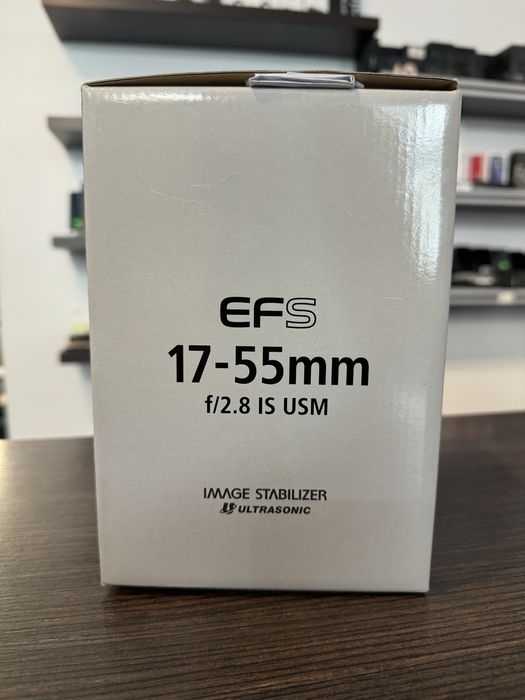 EFS
17-55mm
f/2.8 IS USM
IMAGE STABILIZER
ULTRASONIC